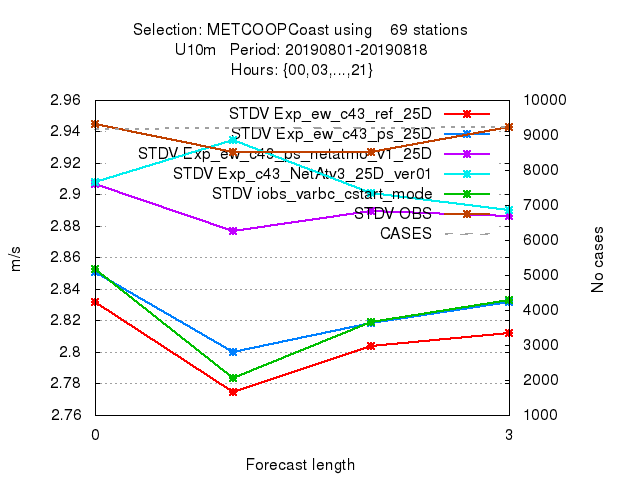 Selection: METCOOPCoast using 69 stations
U10m Period: 20190801-20190818
Hours: {00,03,...,21}
STDV Exp_ew_c43_ref_25D
STDV Exp_ew_c43_ps_25D
STDV Exp_ew_c43_ps_netatmo_v1_25D
STDV Exp_c43_NetAtv3_25D_ver01
STDV iobs_varbc_cstart_mode
STDV OBS
CASES
2.96
2.94
2.92
2.9
2.88
2.86
2.84
2.82
2.8
2.78
2.76
m/s
10000
9000
8000
7000
6000
5000
4000
3000
2000
1000
No cases
0 3
Forecast length